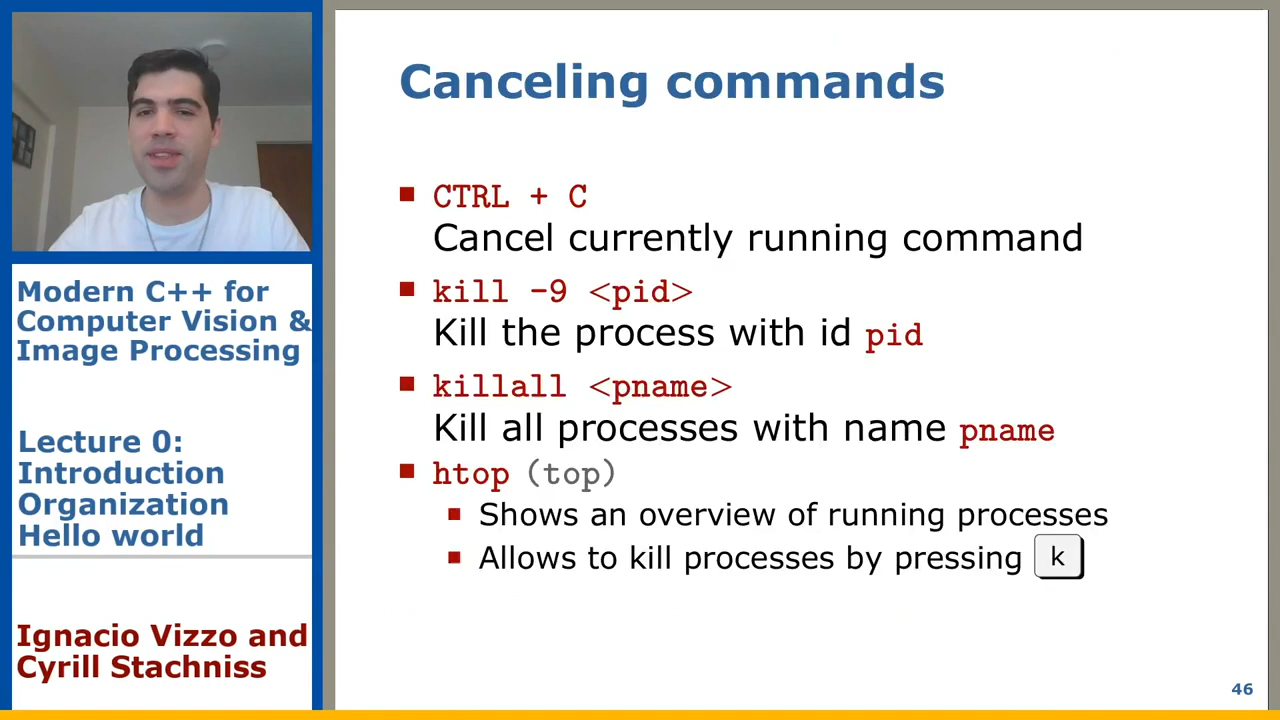 Modern C++ for
Computer Vision &
Image Processing
Lecture 0:
Introduction
Organization
Hello world
Ignacio Vizzo and
Cyrill Stachniss
Canceling commands
CTRL + C
Cancel currently running command
kill -9 <pid>
Kill the process with id pid
killall <pname>
Kill all processes with name pname
htop (top)
Shows an overview of running processes
Allows to kill processes by pressing k
46